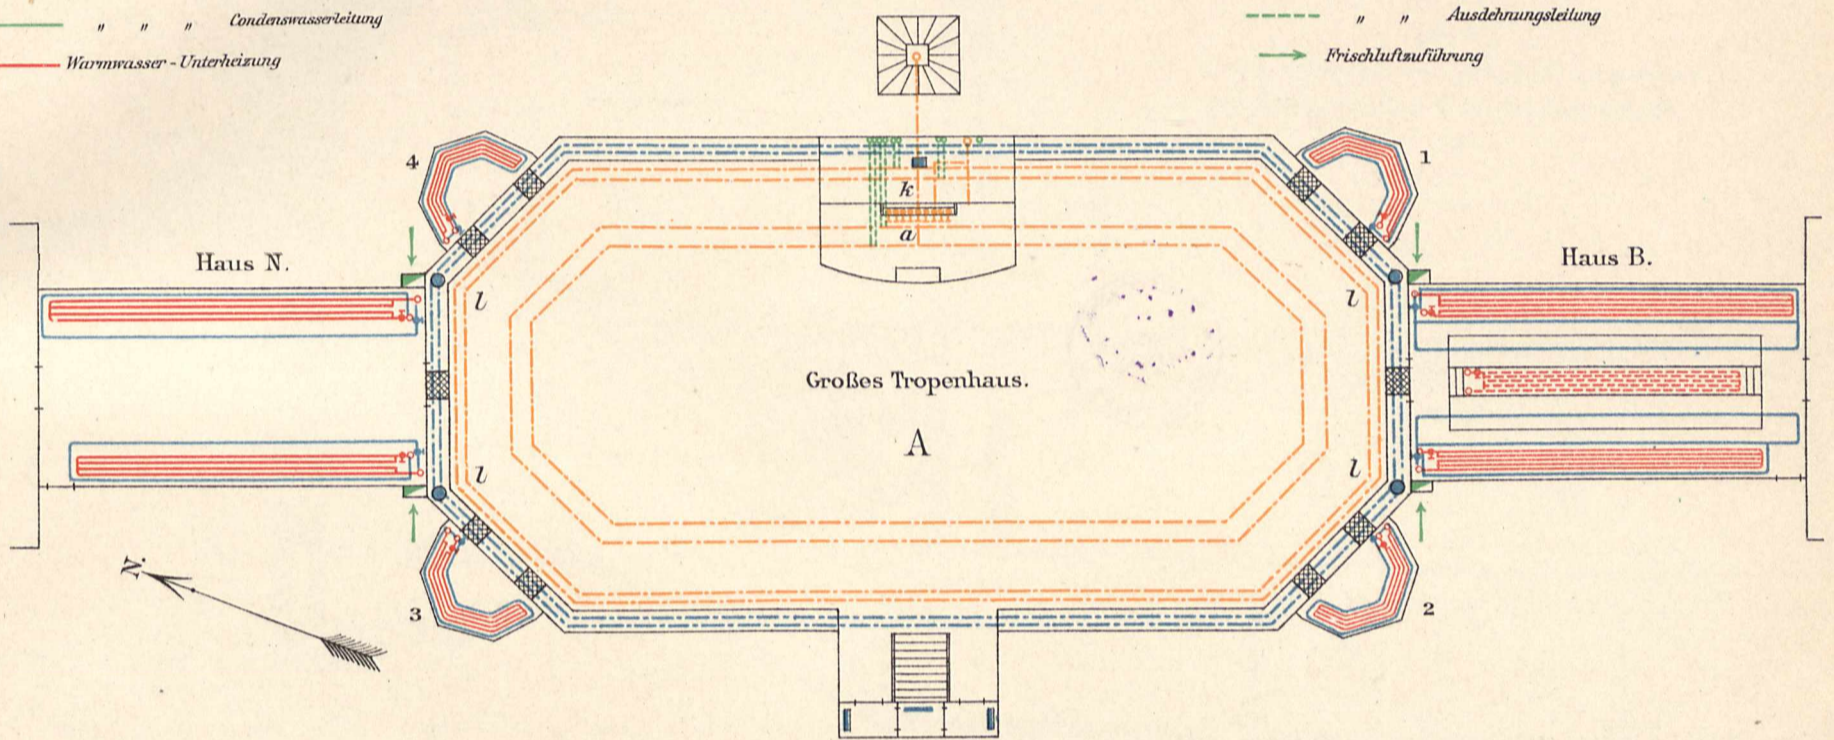 " " " Condenswasserleitung
" " Ausdehnungsleitung
Warmwasser - Unterheizung
Frischluftzuführung
4
1
k
a
Haus N.
Haus B.
l
l
Großes Tropenhaus.
A
l
l
N.
3
2